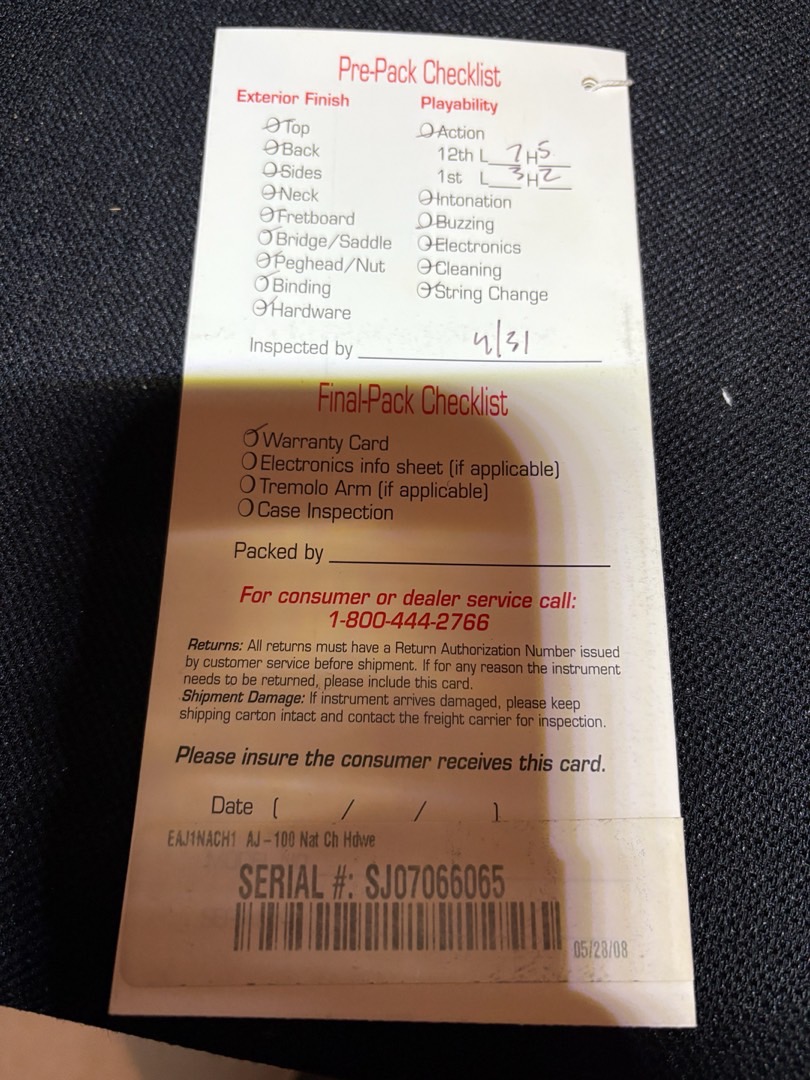 Pre-Pack Checklist
Exterior Finish
Top
Back
Sides
Neck
Fretboard
Bridge/Saddle
Peghead/Nut
Binding
Hardware
Playability
Action
12th L 7 H 5
1st L 3 H 2
Intonation
Buzzing
Electronics
Cleaning
String Change
Inspected by 4/31
Final-Pack Checklist
Warranty Card
Electronics info sheet (if applicable)
Tremolo Arm (if applicable)
Case Inspection
Packed by
For consumer or dealer service call:
1-800-444-2766
Returns: All returns must have a Return Authorization Number issued
by customer service before shipment. If for any reason the instrument
needs to be returned, please include this card.
Shipment Damage: If instrument arrives damaged, please keep
shipping carton intact and contact the freight carrier for inspection.
Please insure the consumer receives this card.
Date ( / / )
EAJ1NACH1 AJ-100 Nat Ch Hdwe
SERIAL #: SJ07066065
05/28/08